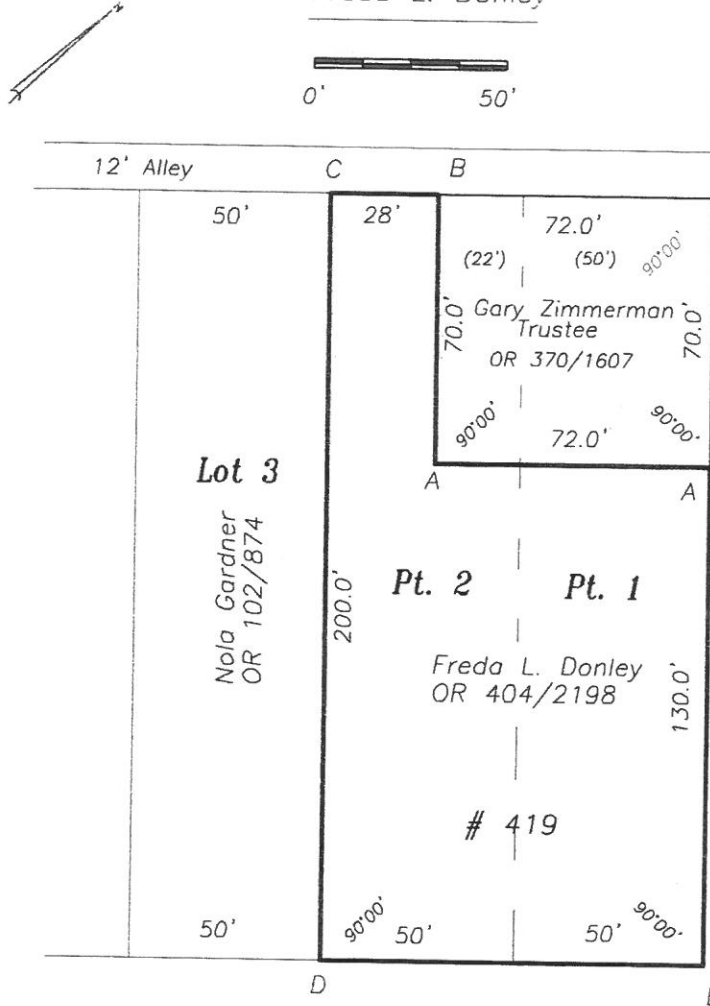 L. Donley
0' 50'
12' Alley C B
50' 28' 72.0'
(22') (50') 90°00'
70.0' Gary Zimmerman 70.0'
Trustee
OR 370/1607
90°00' 72.0' 90°00'
A A
Lot 3
Nola Gardner
OR 102/874
200.0'
Pt. 2 Pt. 1
Freda L. Donley
OR 404/2198
130.0'
# 419
50' 90°00' 50' 50' 90°00'
D